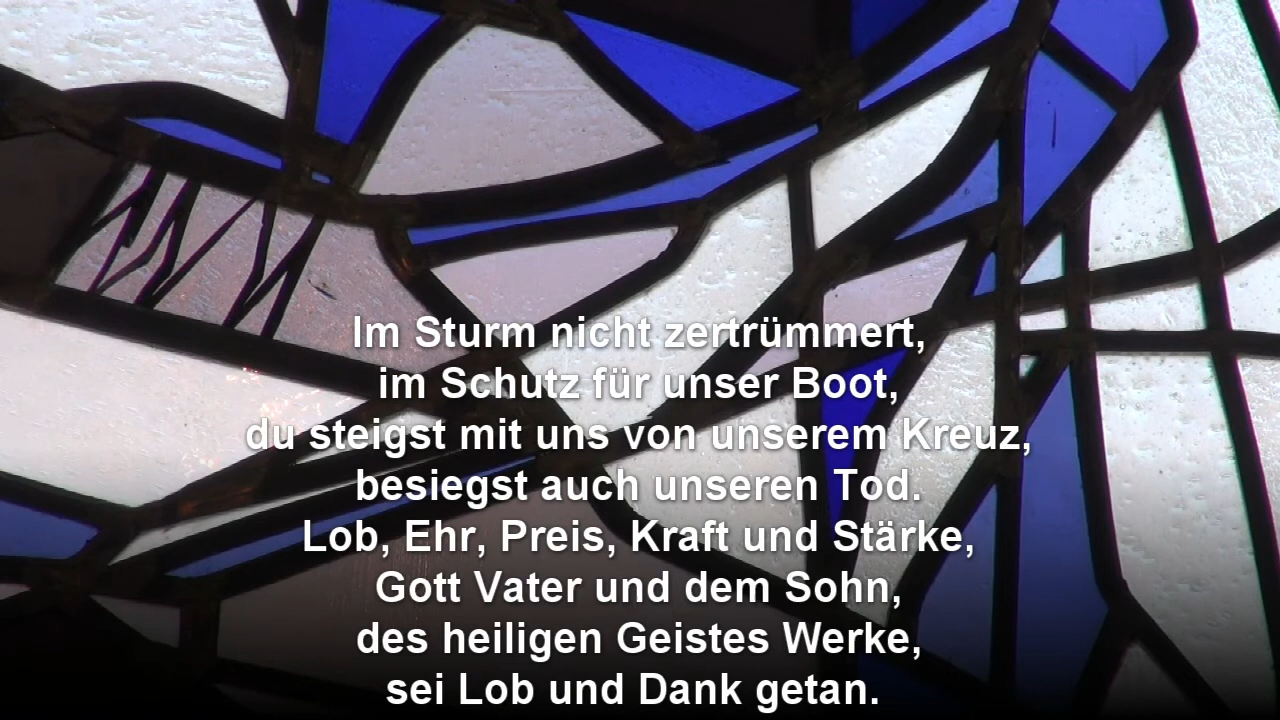 Im Sturm nicht zertrümmert,
im Schutz für unser Boot,
du steigst mit uns von unserem Kreuz,
besiegst auch unseren Tod.
Lob, Ehr, Preis, Kraft und Stärke,
Gott Vater und dem Sohn,
des heiligen Geistes Werke,
sei Lob und Dank getan.